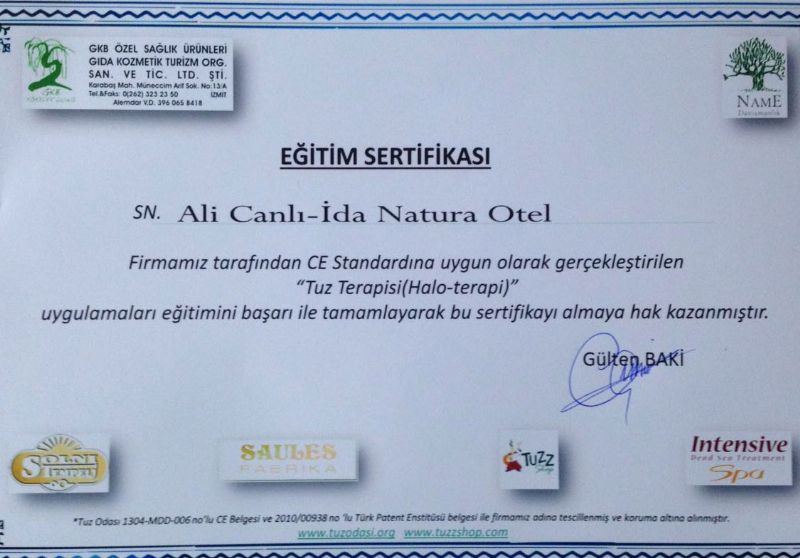 GKB ÖZEL SAĞLIK ÜRÜNLERİ
GIDA KOZMETİK TURİZM ORG.
SAN. VE TİC. LTD. ŞTİ.
Karabaş Mah. Müneccim Arif Sok. No:13/A
Tel.&Faks: 0(262) 323 23 50 İZMİT
Alemdar V.D. 396 065 8418
GKB
NAME
Danışmanlık
EĞİTİM SERTİFİKASI
SN. Ali Canlı-İda Natura Otel
Firmamız tarafından CE Standardına uygun olarak gerçekleştirilen
“Tuz Terapisi(Halo-terapi)”
uygulamaları eğitimini başarı ile tamamlayarak bu sertifikayı almaya hak kazanmıştır.
Gülten BAKİ
SAULES
FABRIKA
TUZZ
Shop
Intensive
Dead Sea Treatment
Spa
*Tuz Odası 1304-MDD-006 no'lu CE Belgesi ve 2010/00938 no 'lu Türk Patent Enstitüsü belgesi ile firmamız adına tescillenmiş ve koruma altına alınmıştır.
www.tuzodasi.org www.tuzzshop.com